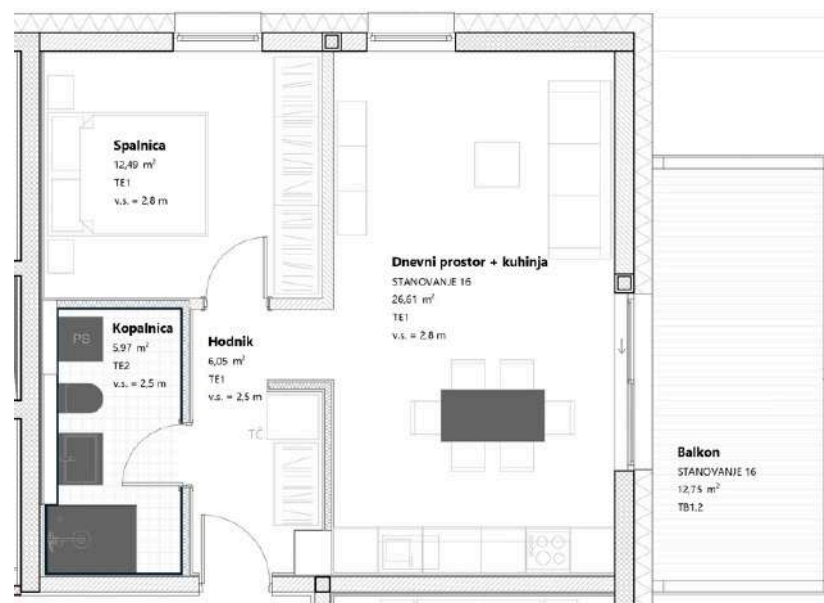 Spalnica
12,49 m²
TE1
v.s. = 2,8 m
Dnevni prostor + kuhinja
STANOVANJE 16
26,61 m²
TE1
v.s. = 2,8 m
Kopalnica
5,97 m²
TE2
v.s. = 2,5 m
PS
Hodnik
6,05 m²
TE1
v.s. = 2,5 m
TČ
Balkon
STANOVANJE 16
12,75 m²
TB1.2